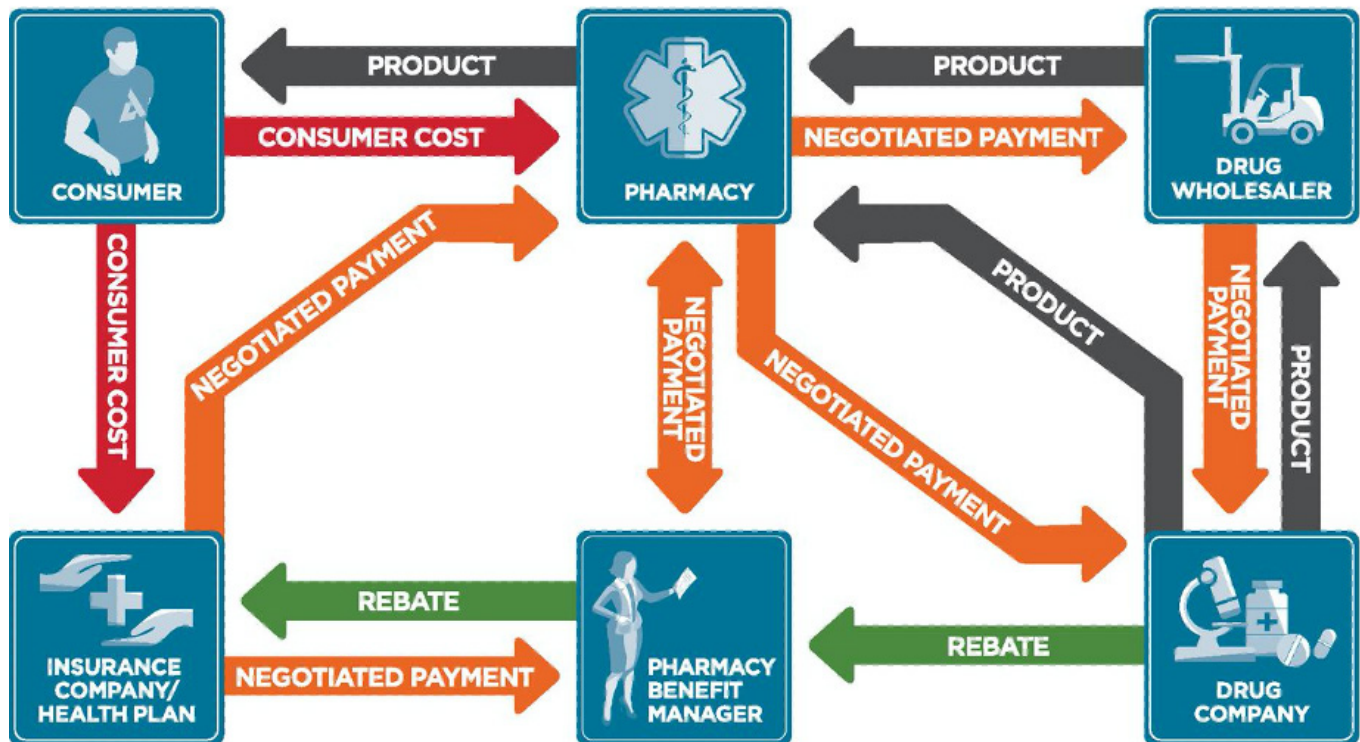 PRODUCT
PRODUCT
CONSUMER COST
NEGOTIATED PAYMENT
CONSUMER
PHARMACY
DRUG
WHOLESALER
CONSUMER COST
NEGOTIATED PAYMENT
NEGOTIATED
PAYMENT
NEGOTIATED PAYMENT
PRODUCT
NEGOTIATED
PAYMENT
PRODUCT
REBATE
REBATE
NEGOTIATED PAYMENT
INSURANCE
COMPANY/
HEALTH PLAN
PHARMACY
BENEFIT
MANAGER
DRUG
COMPANY